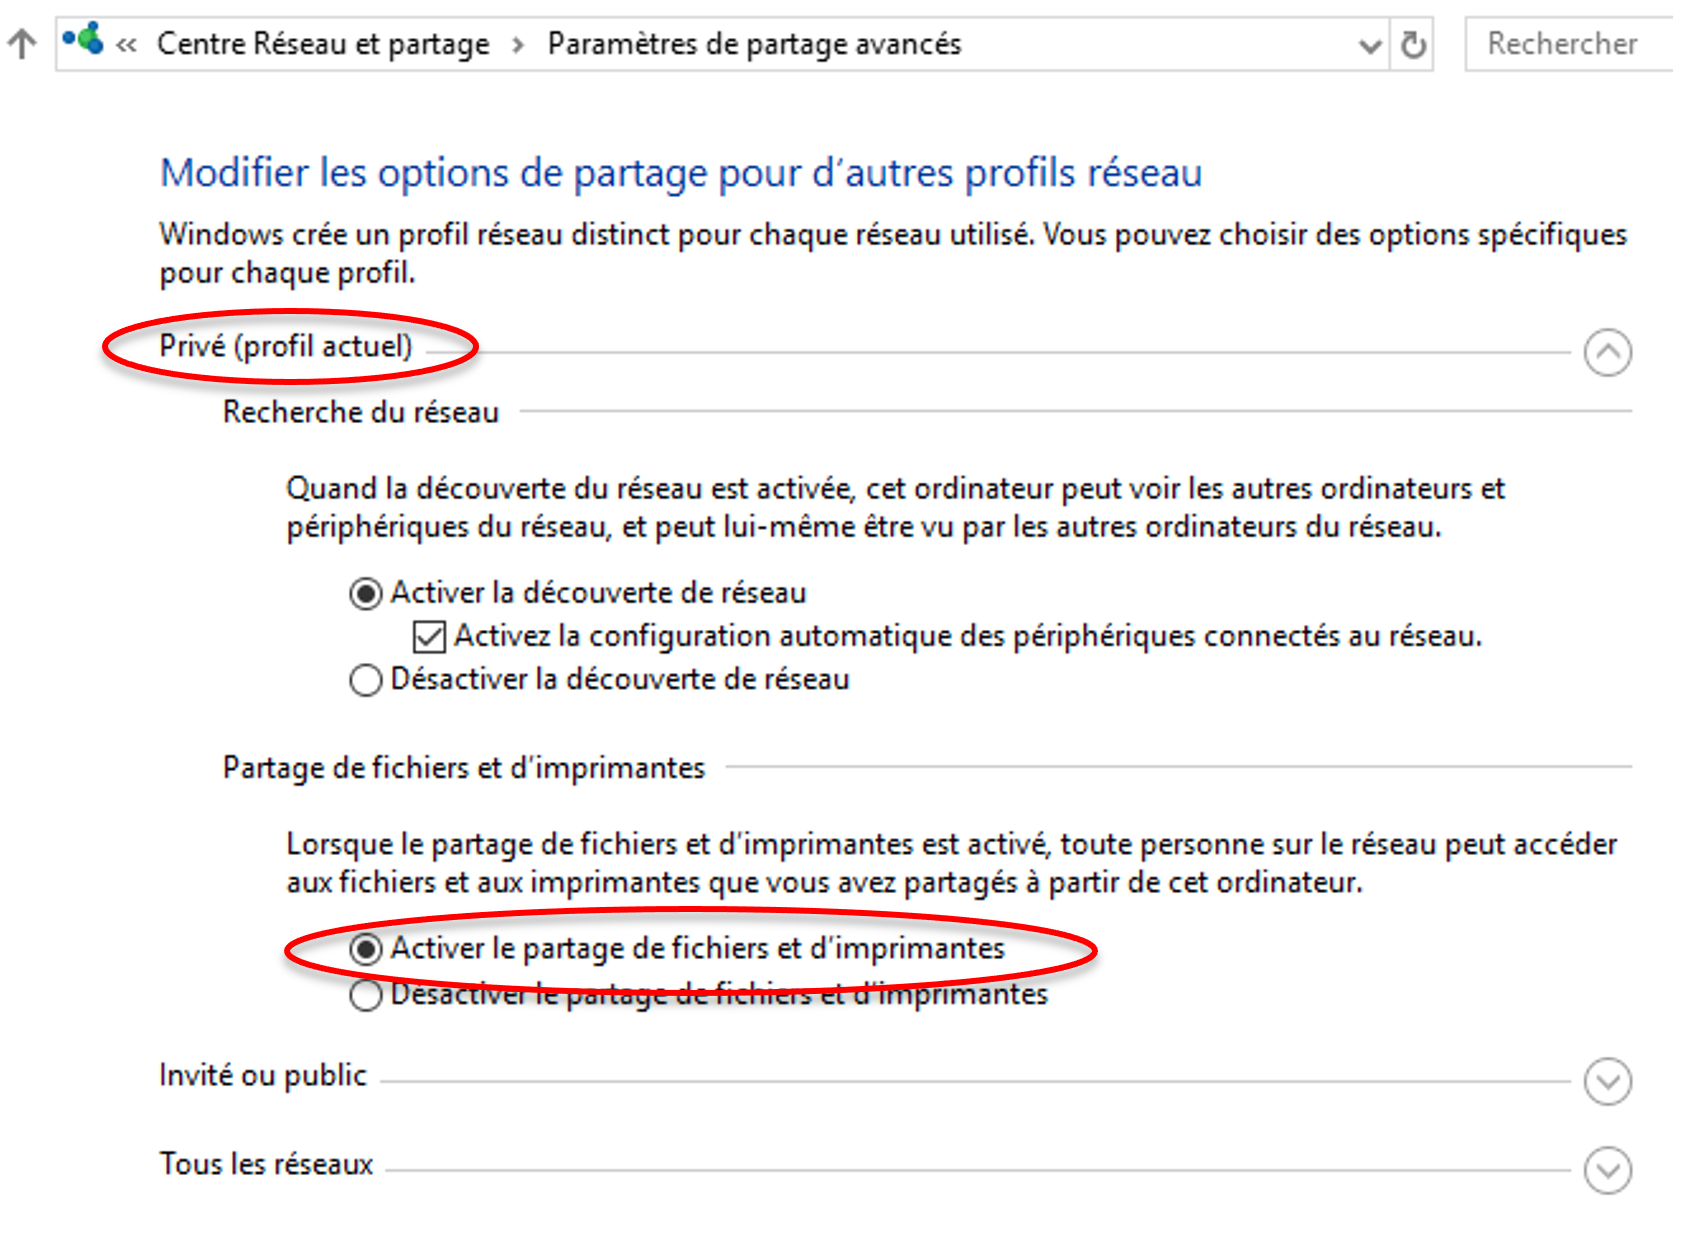 « Centre Réseau et partage › Paramètres de partage avancés
Rechercher
Modifier les options de partage pour d’autres profils réseau
Windows crée un profil réseau distinct pour chaque réseau utilisé. Vous pouvez choisir des options spécifiques
pour chaque profil.
Privé (profil actuel)
Recherche du réseau
Quand la découverte du réseau est activée, cet ordinateur peut voir les autres ordinateurs et
périphériques du réseau, et peut lui-même être vu par les autres ordinateurs du réseau.
Activer la découverte de réseau
Activez la configuration automatique des périphériques connectés au réseau.
Désactiver la découverte de réseau
Partage de fichiers et d’imprimantes
Lorsque le partage de fichiers et d’imprimantes est activé, toute personne sur le réseau peut accéder
aux fichiers et aux imprimantes que vous avez partagés à partir de cet ordinateur.
Activer le partage de fichiers et d’imprimantes
Désactiver le partage de fichiers et d’imprimantes
Invité ou public
Tous les réseaux